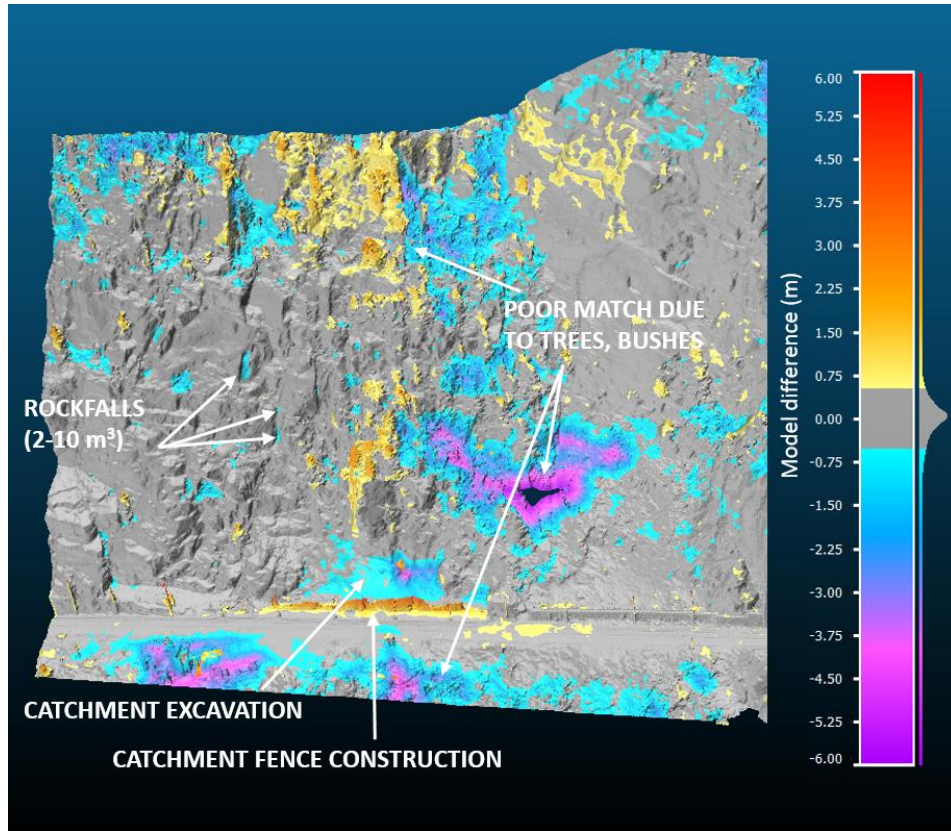 POOR MATCH DUE
TO TREES, BUSHES
ROCKFALLS
(2-10 m³)
CATCHMENT EXCAVATION
CATCHMENT FENCE CONSTRUCTION
Model difference (m)
6.00
5.25
4.50
3.75
3.00
2.25
1.50
0.75
0.00
-0.75
-1.50
-2.25
-3.00
-3.75
-4.50
-5.25
-6.00